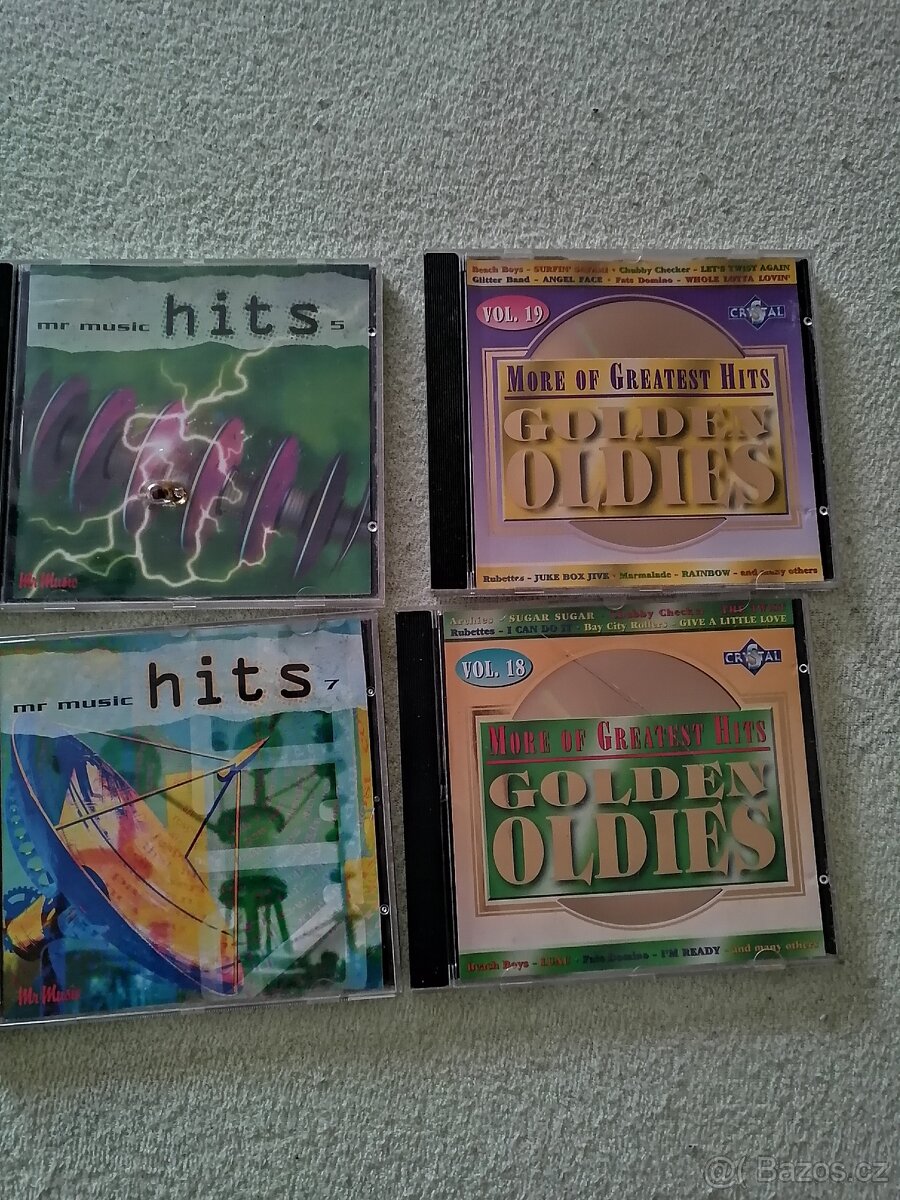 mr music hits 5
Mr Music
Beach Boys - SURFIN' SAFARI • Chubby Checker - LET'S TWIST AGAIN
Glitter Band - ANGEL FACE • Fats Domino - WHOLE LOTTA LOVIN'
VOL. 19
CRYSTAL
MORE OF GREATEST HITS
GOLDEN
OLDIES
Rubettes - JUKE BOX JIVE • Marmalade - RAINBOW - and many others
mr music hits 7
Mr Music
Archies - SUGAR SUGAR Chubby Checker - THE TWIST
Rubettes - I CAN DO IT • Bay City Rollers - GIVE A LITTLE LOVE
VOL. 18
CRYSTAL
MORE OF GREATEST HITS
GOLDEN
OLDIES
Beach Boys - • Fats Domino - I'M READY - and many others
@ Bazos.cz